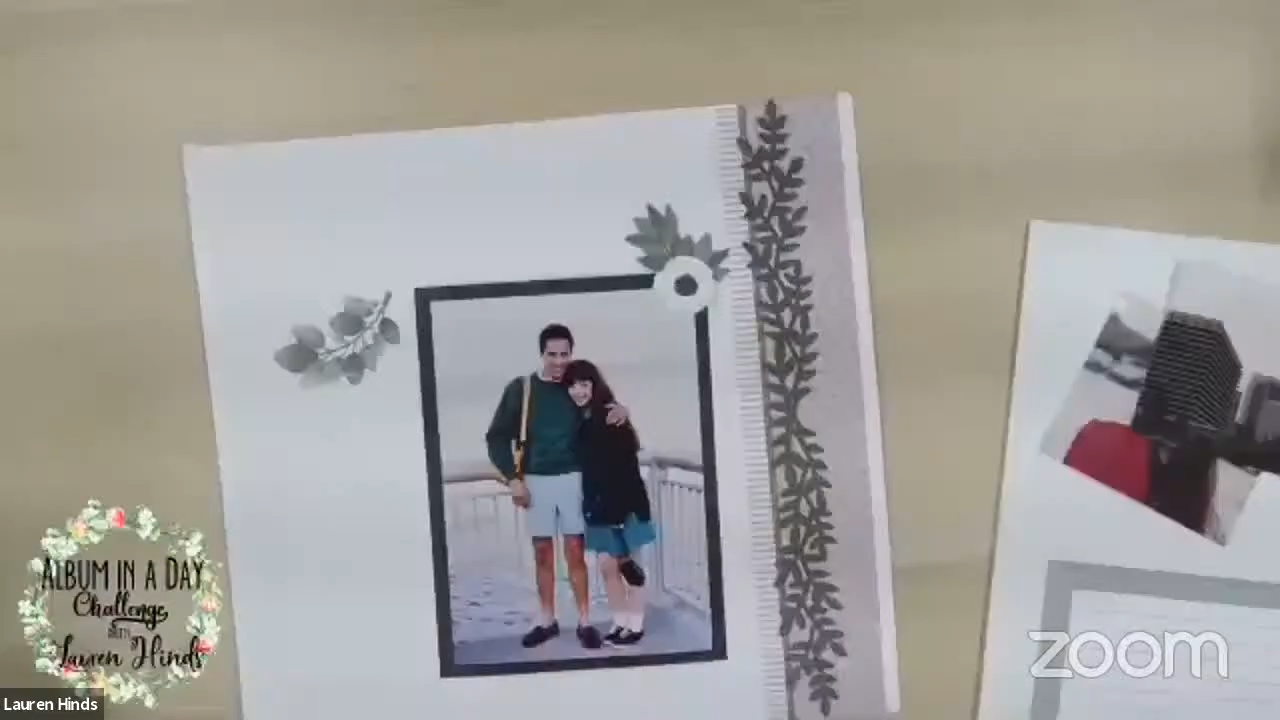 ALBUM IN A DAY
Challenge
WITH
Lauren Hinds
Lauren Hinds
zoom